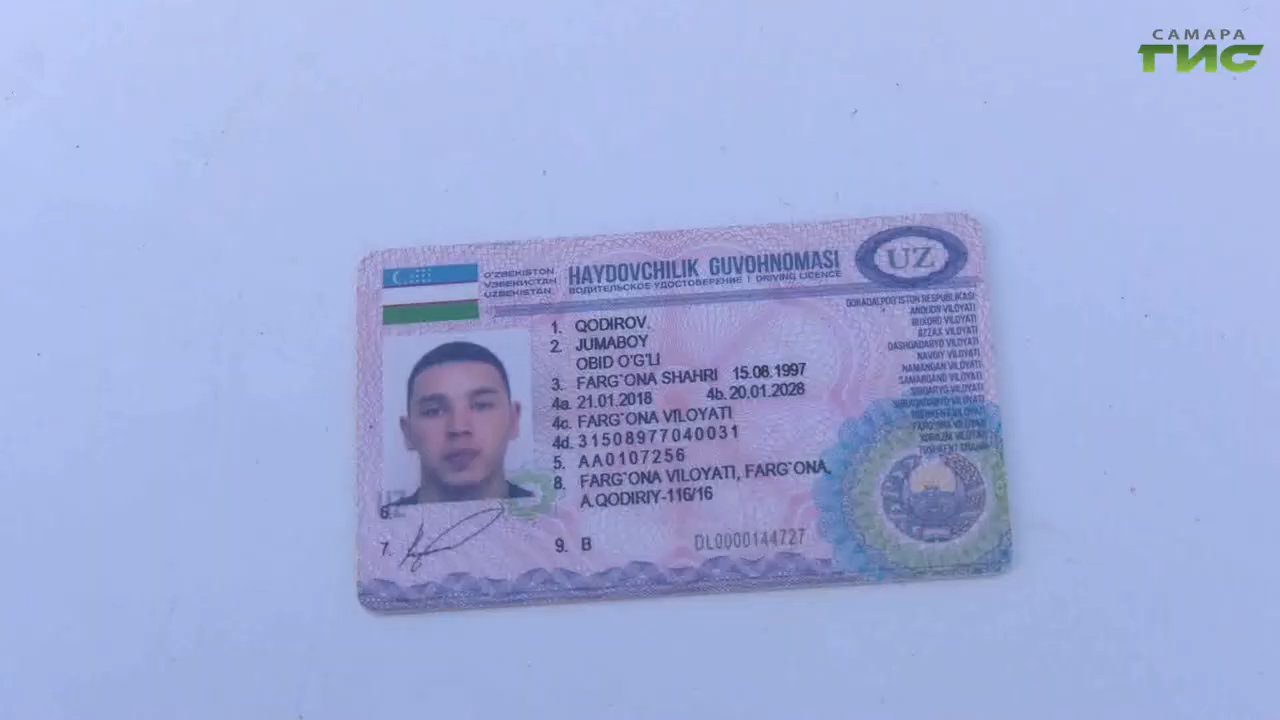 САМАРА
ГИС
O'ZBEKISTON
ЎЗБЕКИСТАН
UZBEKISTAN
HAYDOVCHILIK GUVOHNOMASI
ВОДИТЕЛЬСКОЕ УДОСТОВЕРЕНИЕ | DRIVING LICENCE
UZ
1. QODIROV.
2. JUMABOY
OBID O'G'LI
3. FARG`ONA SHAHRI 15.08.1997
4a. 21.01.2018 4b. 20.01.2028
4c. FARG`ONA VILOYATI
4d. 31508977040031
5. AA0107256
8. FARG`ONA VILOYATI, FARG`ONA,
A.QODIRIY-116/16
6.
7.
9. B
DL0000144727
QORAQALPOG'ISTON RESPUBLIKASI
ANDIJON VILOYATI
BUXORO VILOYATI
JIZZAX VILOYATI
QASHQADARYO VILOYATI
NAVOIY VILOYATI
NAMANGAN VILOYATI
SAMARQAND VILOYATI